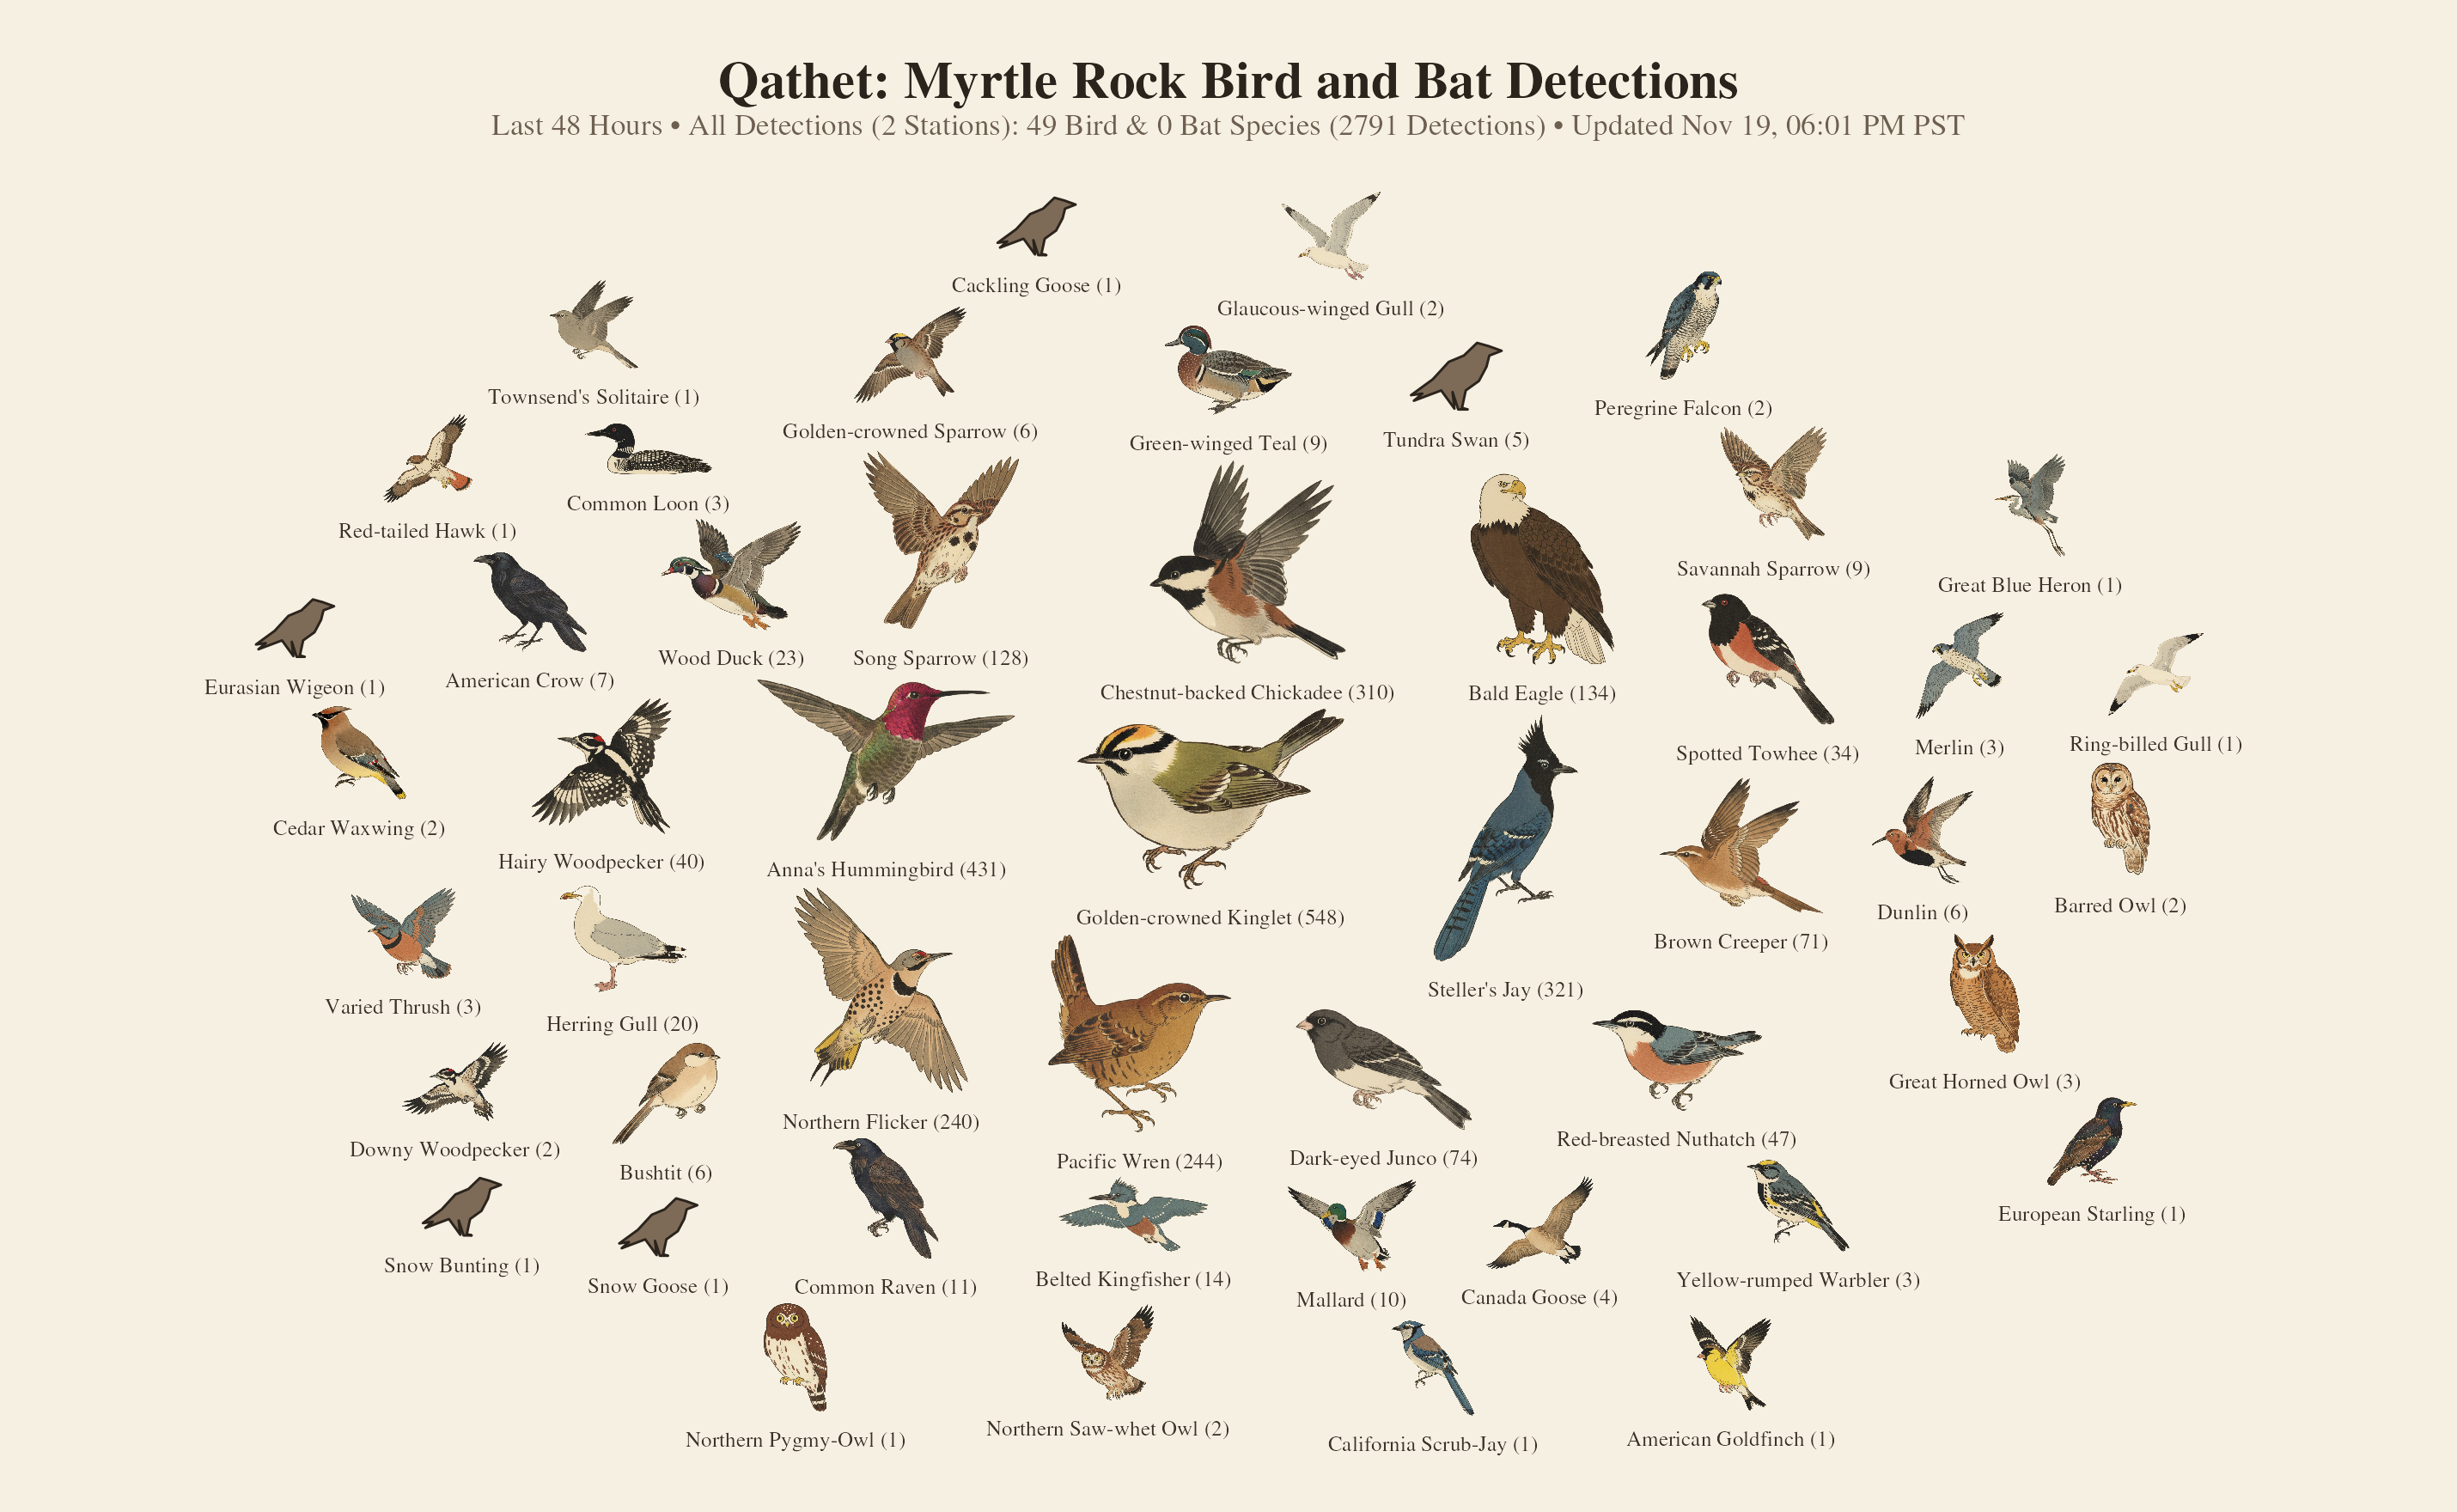 Qathet: Myrtle Rock Bird and Bat Detections
Last 48 Hours • All Detections (2 Stations): 49 Bird & 0 Bat Species (2791 Detections) • Updated Nov 19, 06:01 PM PST
Cackling Goose (1)
Glaucous-winged Gull (2)
Townsend's Solitaire (1)
Peregrine Falcon (2)
Golden-crowned Sparrow (6)
Tundra Swan (5)
Green-winged Teal (9)
Common Loon (3)
Red-tailed Hawk (1)
Savannah Sparrow (9)
Great Blue Heron (1)
Wood Duck (23)
Song Sparrow (128)
American Crow (7)
Eurasian Wigeon (1)
Chestnut-backed Chickadee (310)
Bald Eagle (134)
Ring-billed Gull (1)
Merlin (3)
Spotted Towhee (34)
Cedar Waxwing (2)
Hairy Woodpecker (40)
Anna's Hummingbird (431)
Barred Owl (2)
Dunlin (6)
Golden-crowned Kinglet (548)
Brown Creeper (71)
Steller's Jay (321)
Varied Thrush (3)
Herring Gull (20)
Great Horned Owl (3)
Northern Flicker (240)
Red-breasted Nuthatch (47)
Downy Woodpecker (2)
Dark-eyed Junco (74)
Pacific Wren (244)
Bushtit (6)
European Starling (1)
Snow Bunting (1)
Belted Kingfisher (14)
Yellow-rumped Warbler (3)
Snow Goose (1)
Common Raven (11)
Canada Goose (4)
Mallard (10)
Northern Saw-whet Owl (2)
American Goldfinch (1)
Northern Pygmy-Owl (1)
California Scrub-Jay (1)